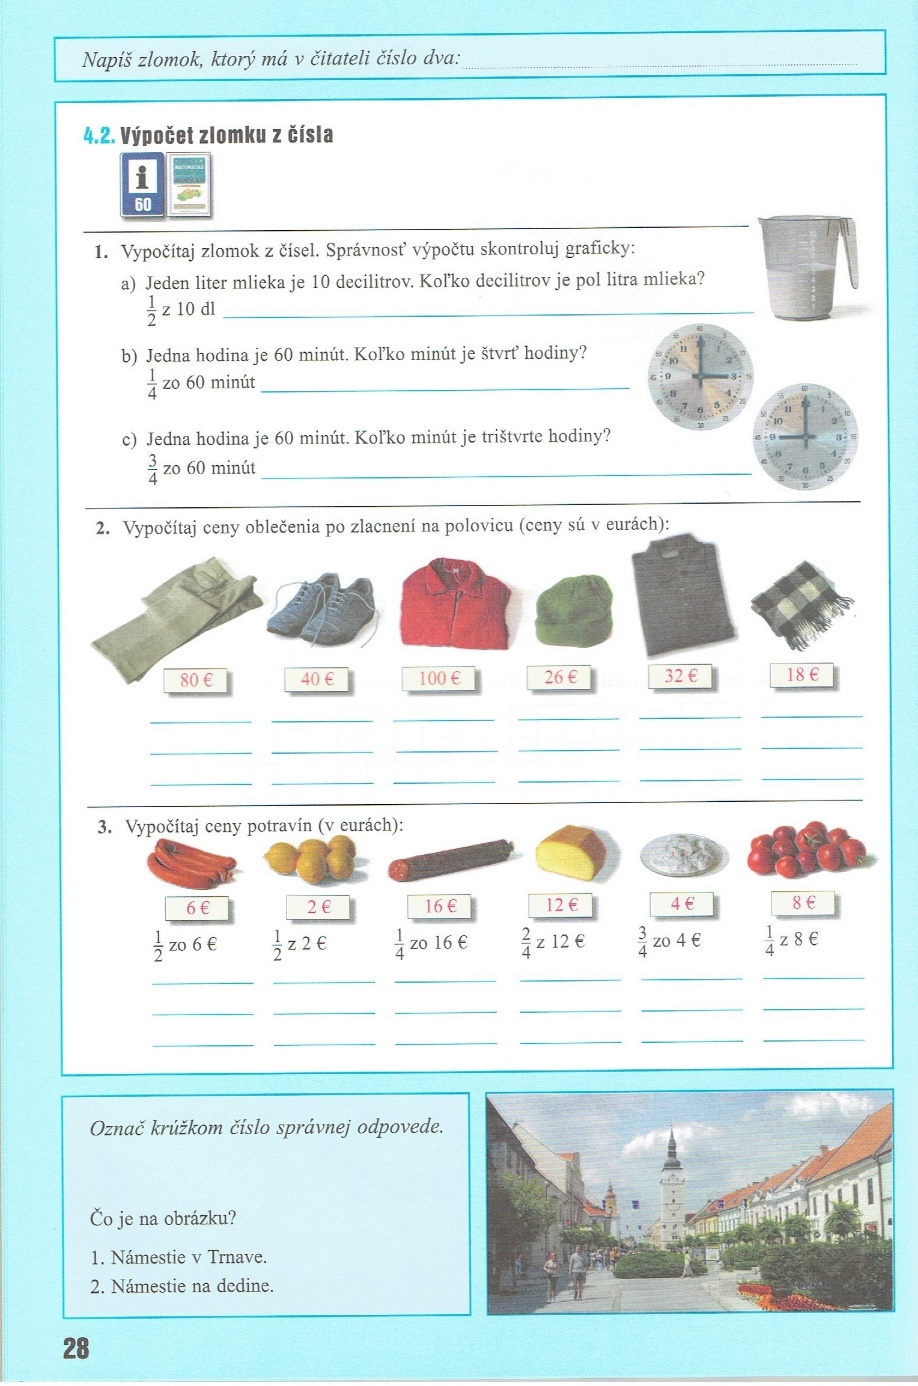 Napíš zlomok, ktorý má v čitateli číslo dva:
4.2. Výpočet zlomku z čísla
i
60
MATEMATIKA
1. Vypočítaj zlomok z čísel. Správnosť výpočtu skontroluj graficky:
a) Jeden liter mlieka je 10 decilitrov. Koľko decilitrov je pol litra mlieka?
1/2 z 10 dl
b) Jedna hodina je 60 minút. Koľko minút je štvrť hodiny?
1/4 zo 60 minút
c) Jedna hodina je 60 minút. Koľko minút je trištvrte hodiny?
3/4 zo 60 minút
2. Vypočítaj ceny oblečenia po zlacnení na polovicu (ceny sú v eurách):
80 € 40 € 100 € 26 € 32 € 18 €
3. Vypočítaj ceny potravín (v eurách):
6 € 2 € 16 € 12 € 4 € 8 €
1/2 zo 6 € 1/2 z 2 € 1/4 zo 16 € 2/4 z 12 € 3/4 zo 4 € 1/4 z 8 €
Označ krúžkom číslo správnej odpovede.
Čo je na obrázku?
1. Námestie v Trnave.
2. Námestie na dedine.
28